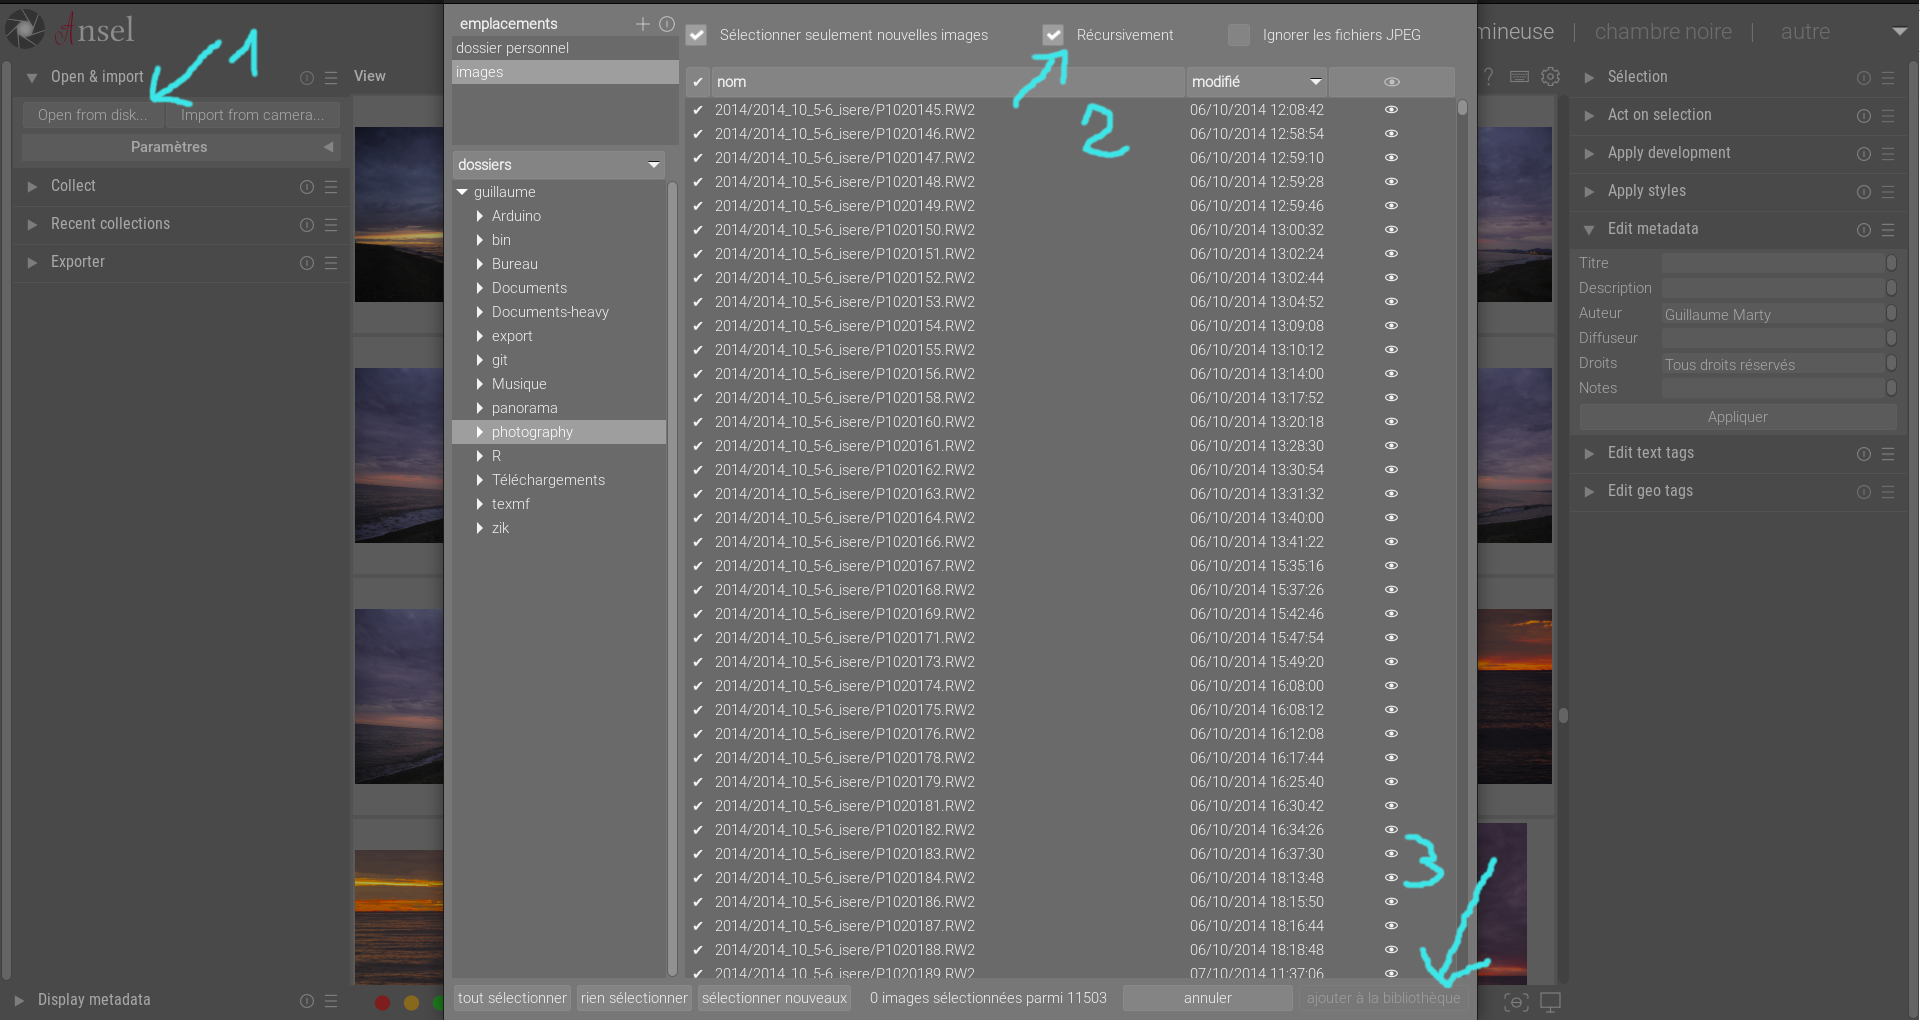 Ansel
Open & import
View
Open from disk...
Import from camera...
Paramètres
Collect
Recent collections
Exporter
Display metadata
1
emplacements
dossier personnel
images
dossiers
guillaume
Arduino
bin
Bureau
Documents
Documents-heavy
export
git
Musique
panorama
photography
R
Téléchargements
texmf
zik
Sélectionner seulement nouvelles images
Récursivement
Ignorer les fichiers JPEG
2
nom modifié
2014/2014_10_5-6_isere/P1020145.RW2 06/10/2014 12:08:42
2014/2014_10_5-6_isere/P1020146.RW2 06/10/2014 12:58:54
2014/2014_10_5-6_isere/P1020147.RW2 06/10/2014 12:59:10
2014/2014_10_5-6_isere/P1020148.RW2 06/10/2014 12:59:28
2014/2014_10_5-6_isere/P1020149.RW2 06/10/2014 12:59:46
2014/2014_10_5-6_isere/P1020150.RW2 06/10/2014 13:00:32
2014/2014_10_5-6_isere/P1020151.RW2 06/10/2014 13:02:24
2014/2014_10_5-6_isere/P1020152.RW2 06/10/2014 13:02:44
2014/2014_10_5-6_isere/P1020153.RW2 06/10/2014 13:04:52
2014/2014_10_5-6_isere/P1020154.RW2 06/10/2014 13:09:08
2014/2014_10_5-6_isere/P1020155.RW2 06/10/2014 13:10:12
2014/2014_10_5-6_isere/P1020156.RW2 06/10/2014 13:14:00
2014/2014_10_5-6_isere/P1020158.RW2 06/10/2014 13:17:52
2014/2014_10_5-6_isere/P1020160.RW2 06/10/2014 13:20:18
2014/2014_10_5-6_isere/P1020161.RW2 06/10/2014 13:28:30
2014/2014_10_5-6_isere/P1020162.RW2 06/10/2014 13:30:54
2014/2014_10_5-6_isere/P1020163.RW2 06/10/2014 13:31:32
2014/2014_10_5-6_isere/P1020164.RW2 06/10/2014 13:40:00
2014/2014_10_5-6_isere/P1020166.RW2 06/10/2014 13:41:22
2014/2014_10_5-6_isere/P1020167.RW2 06/10/2014 15:35:16
2014/2014_10_5-6_isere/P1020168.RW2 06/10/2014 15:37:26
2014/2014_10_5-6_isere/P1020169.RW2 06/10/2014 15:42:46
2014/2014_10_5-6_isere/P1020171.RW2 06/10/2014 15:47:54
2014/2014_10_5-6_isere/P1020173.RW2 06/10/2014 15:49:20
2014/2014_10_5-6_isere/P1020174.RW2 06/10/2014 16:08:00
2014/2014_10_5-6_isere/P1020175.RW2 06/10/2014 16:08:12
2014/2014_10_5-6_isere/P1020176.RW2 06/10/2014 16:12:08
2014/2014_10_5-6_isere/P1020178.RW2 06/10/2014 16:17:44
2014/2014_10_5-6_isere/P1020179.RW2 06/10/2014 16:25:40
2014/2014_10_5-6_isere/P1020181.RW2 06/10/2014 16:30:42
2014/2014_10_5-6_isere/P1020182.RW2 06/10/2014 16:34:26
2014/2014_10_5-6_isere/P1020183.RW2 06/10/2014 16:37:30
2014/2014_10_5-6_isere/P1020184.RW2 06/10/2014 18:13:48
2014/2014_10_5-6_isere/P1020186.RW2 06/10/2014 18:15:50
2014/2014_10_5-6_isere/P1020187.RW2 06/10/2014 18:16:44
2014/2014_10_5-6_isere/P1020188.RW2 06/10/2014 18:18:48
2014/2014_10_5-6_isere/P1020189.RW2 07/10/2014 11:37:06
3
tout sélectionner
rien sélectionner
sélectionner nouveaux
0 images sélectionnées parmi 11503
annuler
ajouter à la bibliothèque
mineuse | chambre noire | autre
?
Sélection
Act on selection
Apply development
Apply styles
Edit metadata
Titre
Description
Auteur Guillaume Marty
Diffuseur
Droits Tous droits réservés
Notes
Appliquer
Edit text tags
Edit geo tags